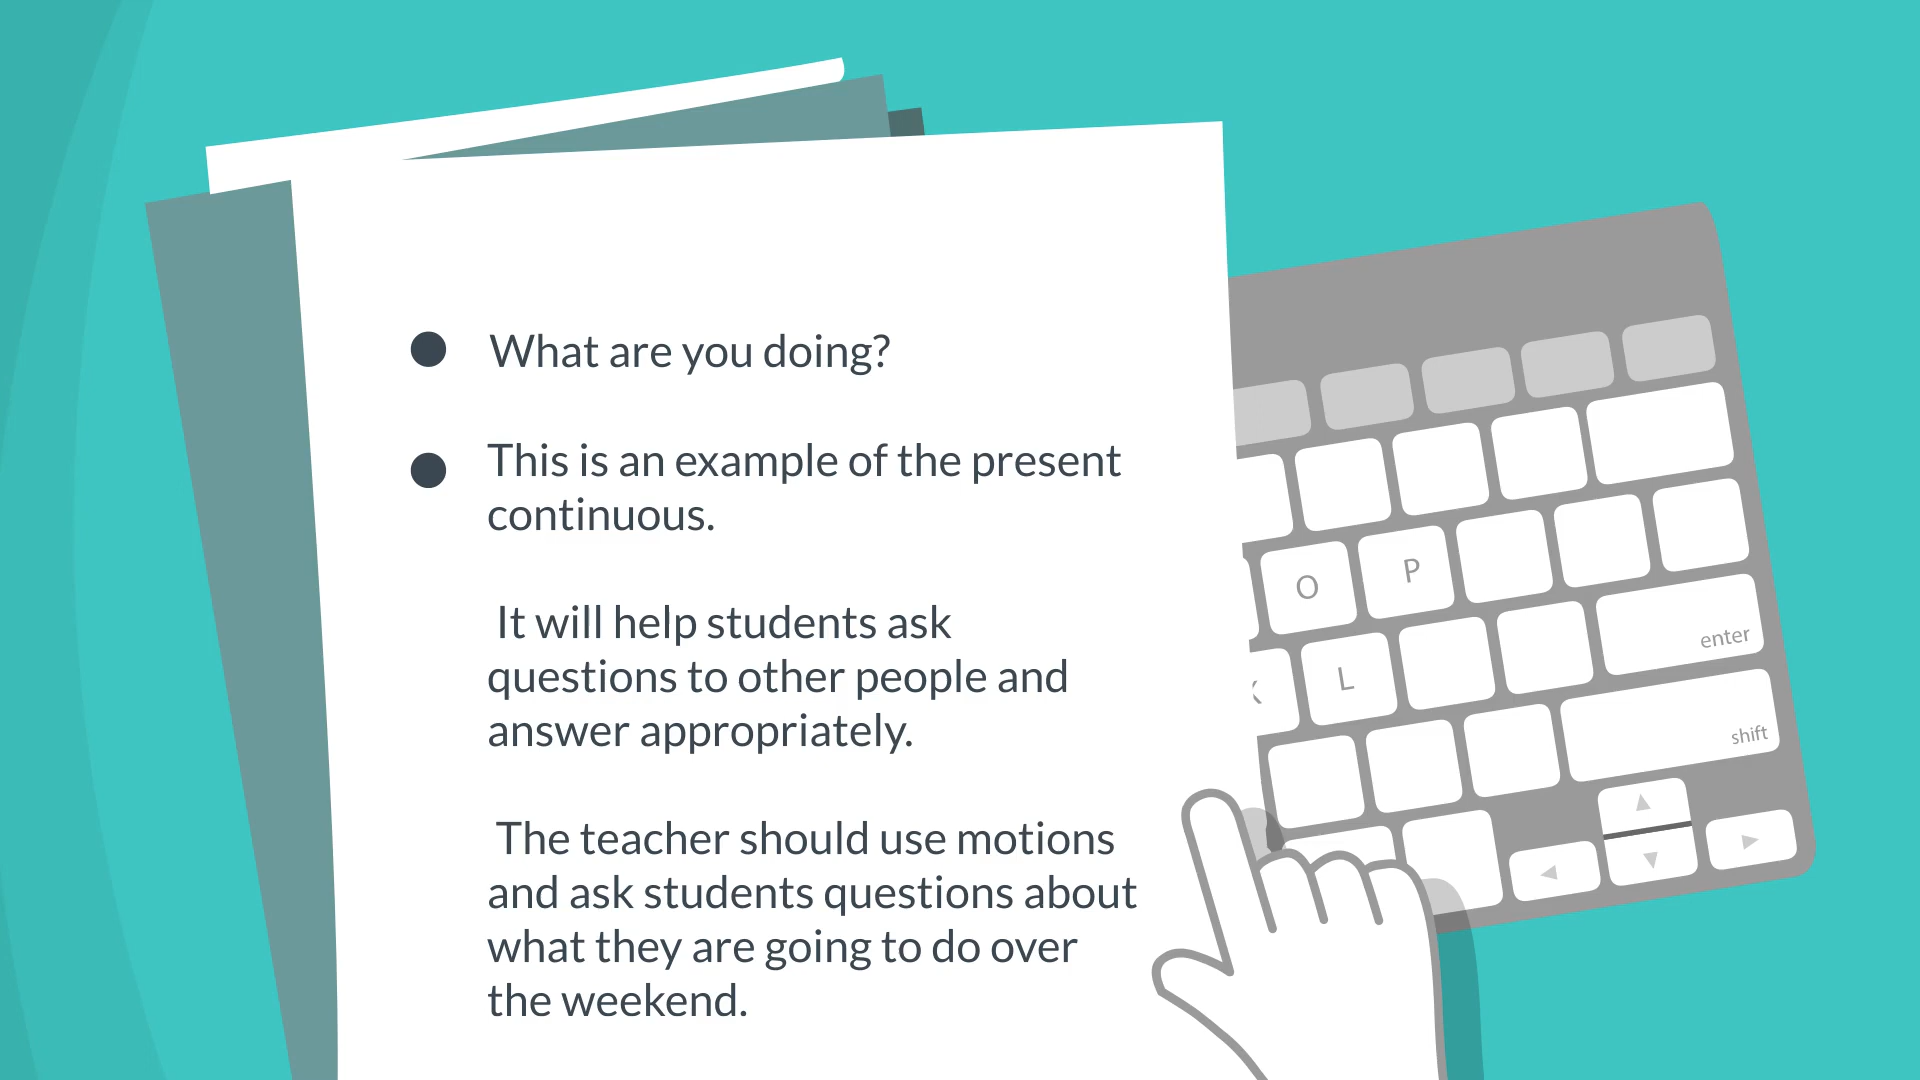 What are you doing?
This is an example of the present
continuous.
It will help students ask
questions to other people and
answer appropriately.
The teacher should use motions
and ask students questions about
what they are going to do over
the weekend.
O P
enter
K L
shift